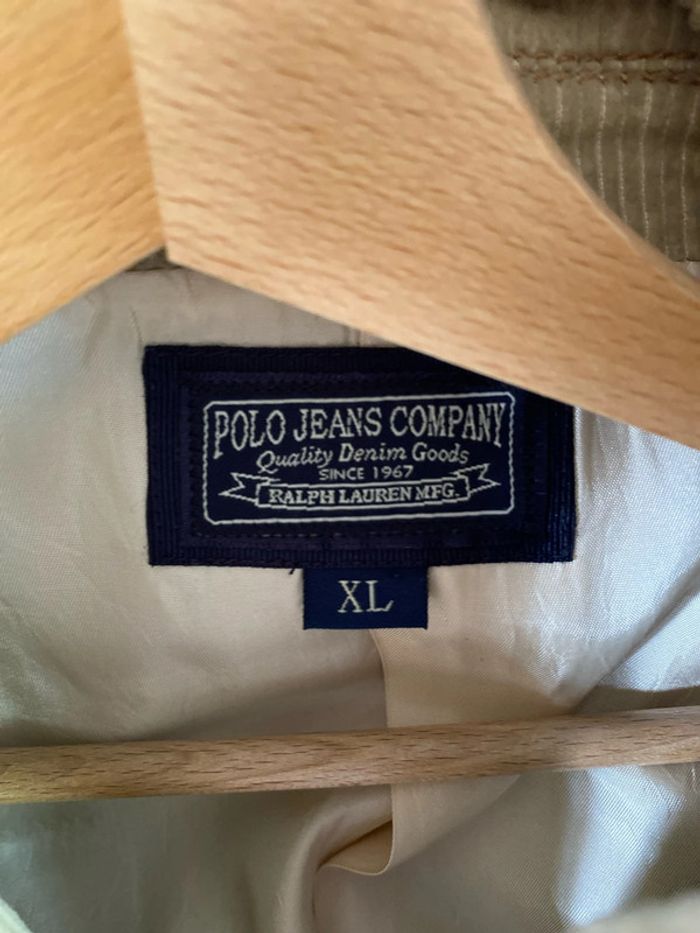 POLO JEANS COMPANY
Quality Denim Goods
SINCE 1967
RALPH LAUREN MFG.
XL